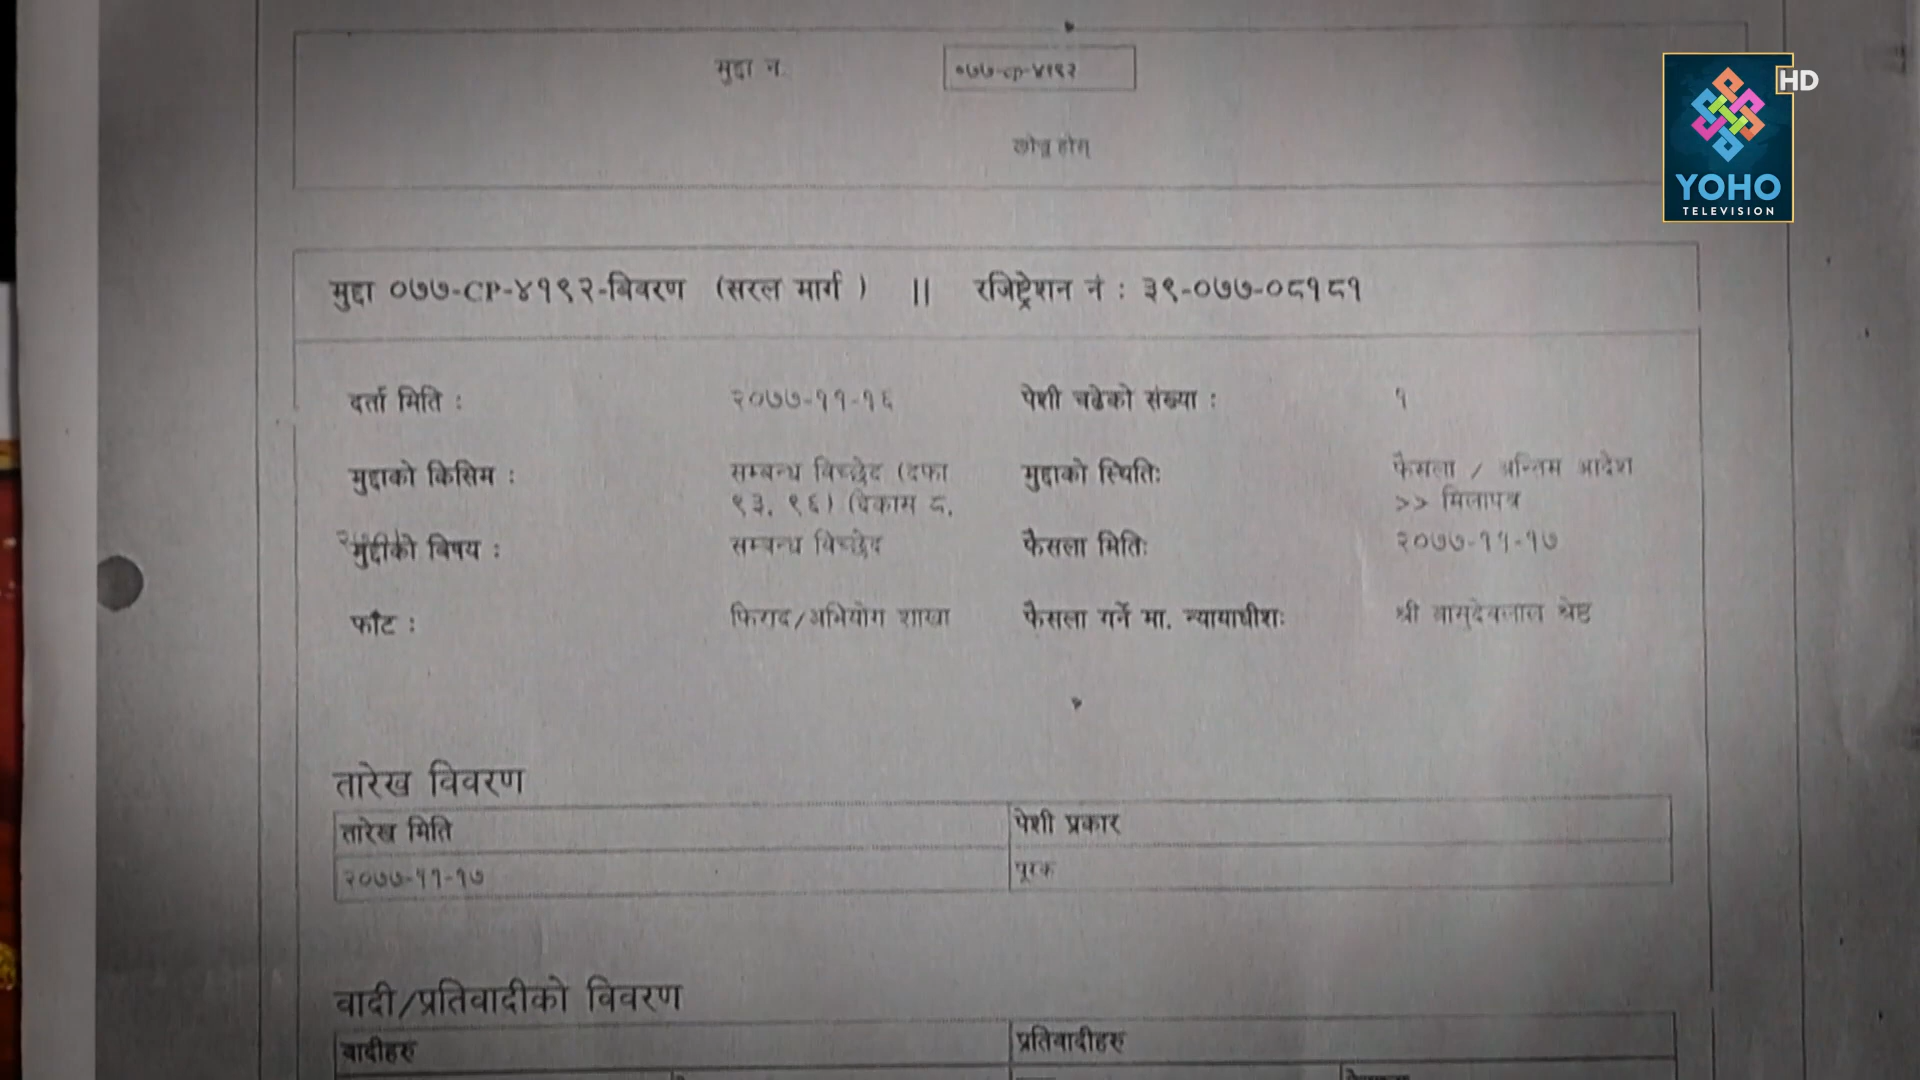 मुद्दा न.
०७७-cp-४१९२
खोज्नुहोस्
HD
YOHO
TELEVISION
मुद्दा ०७७-CP-४१९२-बिवरण (सरल मार्ग ) || रजिष्ट्रेशन नं : ३९-०७७-०८१८१
दर्ता मिति : २०७७-११-१६ पेशी चढेको संख्या : १
मुद्दाको किसिम : सम्बन्ध बिच्छेद (दफा मुद्दाको स्थितिः फैसला / अन्तिम आदेश
९३, ९६) (दफा ८, >> मिलापत्र
मुद्दाको बिषय : सम्बन्ध बिच्छेद फैसला मितिः २०७७-११-१७
फाँट : फिराद/अभियोग शाखा फैसला गर्ने मा. न्यायाधीशः श्री बासुदेवलाल श्रेष्ठ
तारेख विवरण
तारेख मिति पेशी प्रकार
२०७७-११-१७ पूरक
वादी/प्रतिवादीको विवरण
वादीहरु प्रतिवादीहरु